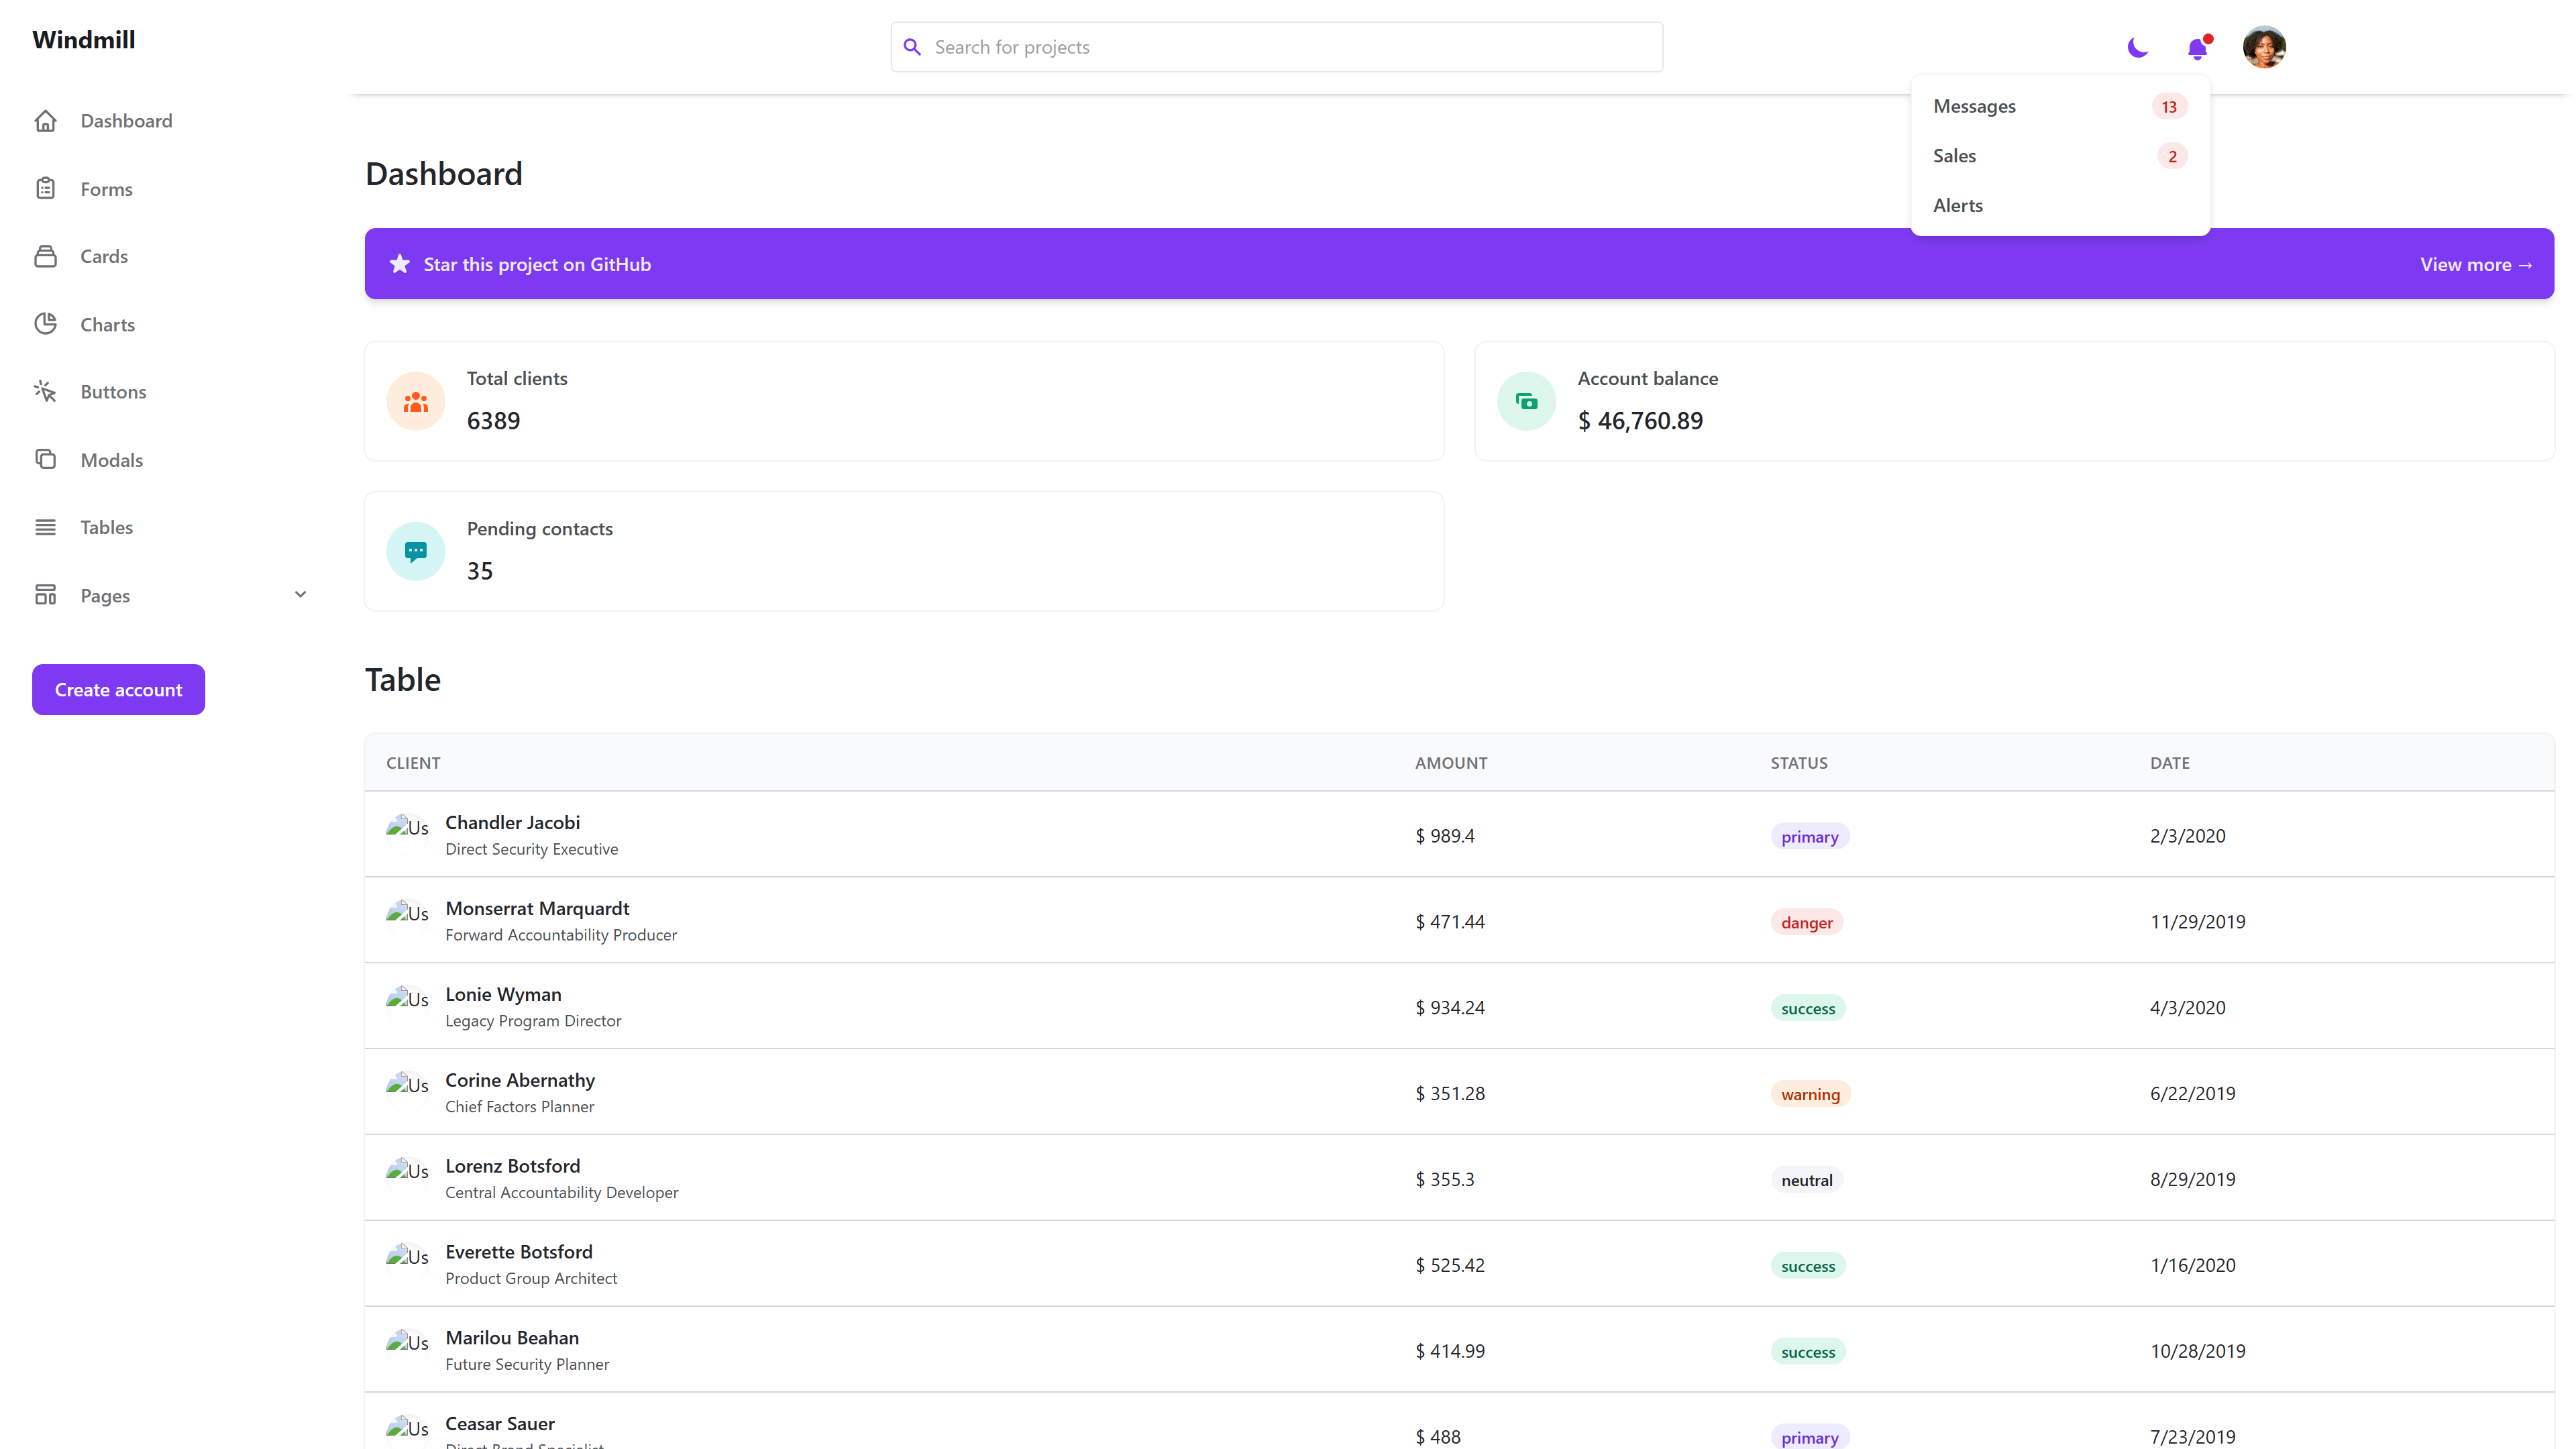 Windmill
Search for projects
Messages 13
Sales 2
Alerts
Dashboard
Forms
Cards
Charts
Buttons
Modals
Tables
Pages
Create account
Dashboard
Star this project on GitHub
View more →
Total clients
6389
Account balance
$ 46,760.89
Pending contacts
35
Table
CLIENT AMOUNT STATUS DATE
Us Chandler Jacobi $ 989.4 primary 2/3/2020
Direct Security Executive
Us Monserrat Marquardt $ 471.44 danger 11/29/2019
Forward Accountability Producer
Us Lonie Wyman $ 934.24 success 4/3/2020
Legacy Program Director
Us Corine Abernathy $ 351.28 warning 6/22/2019
Chief Factors Planner
Us Lorenz Botsford $ 355.3 neutral 8/29/2019
Central Accountability Developer
Us Everette Botsford $ 525.42 success 1/16/2020
Product Group Architect
Us Marilou Beahan $ 414.99 success 10/28/2019
Future Security Planner
Us Ceasar Sauer $ 488 primary 7/23/2019
Direct Brand Specialist